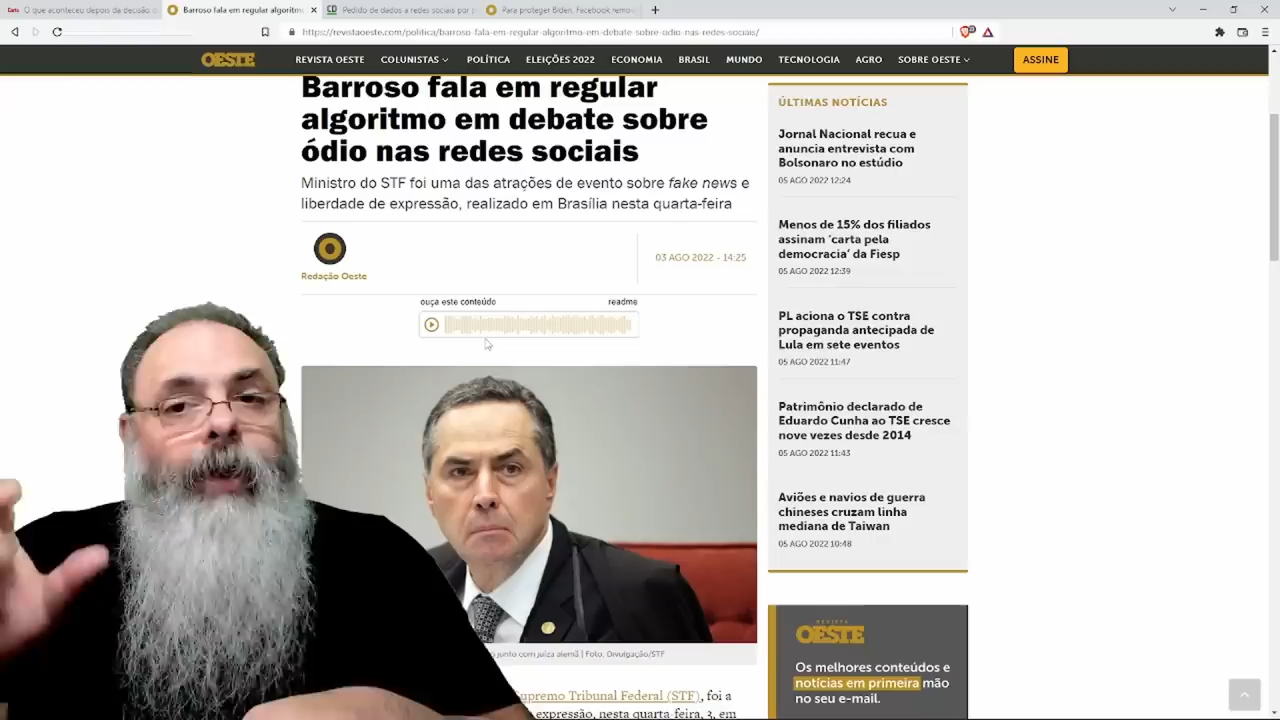 O que aconteceu depois da decisão d
Barroso fala em regular algoritmo
Pedido de dados a redes sociais por
Para proteger Biden, Facebook remo
https://revistaoeste.com/politica/barroso-fala-em-regular-algoritmo-em-debate-sobre-odio-nas-redes-sociais/
OESTE
REVISTA OESTE COLUNISTAS POLÍTICA ELEIÇÕES 2022 ECONOMIA BRASIL MUNDO TECNOLOGIA AGRO SOBRE OESTE ASSINE
Barroso fala em regular
algoritmo em debate sobre
ódio nas redes sociais
Ministro do STF foi uma das atrações de evento sobre fake news e
liberdade de expressão, realizado em Brasília nesta quarta-feira
Redação Oeste
03 AGO 2022 - 14:25
ouça este conteúdo
readme
junto com juíza alemã | Foto: Divulgação/STF
Supremo Tribunal Federal (STF), foi a
expressão, nesta quarta-feira, 3, em
ÚLTIMAS NOTÍCIAS
Jornal Nacional recua e
anuncia entrevista com
Bolsonaro no estúdio
05 AGO 2022 12:24
Menos de 15% dos filiados
assinam 'carta pela
democracia' da Fiesp
05 AGO 2022 12:39
PL aciona o TSE contra
propaganda antecipada de
Lula em sete eventos
05 AGO 2022 11:47
Patrimônio declarado de
Eduardo Cunha ao TSE cresce
nove vezes desde 2014
05 AGO 2022 11:43
Aviões e navios de guerra
chineses cruzam linha
mediana de Taiwan
05 AGO 2022 10:48
REVISTA
OESTE
Os melhores conteúdos e
notícias em primeira mão
no seu e-mail.